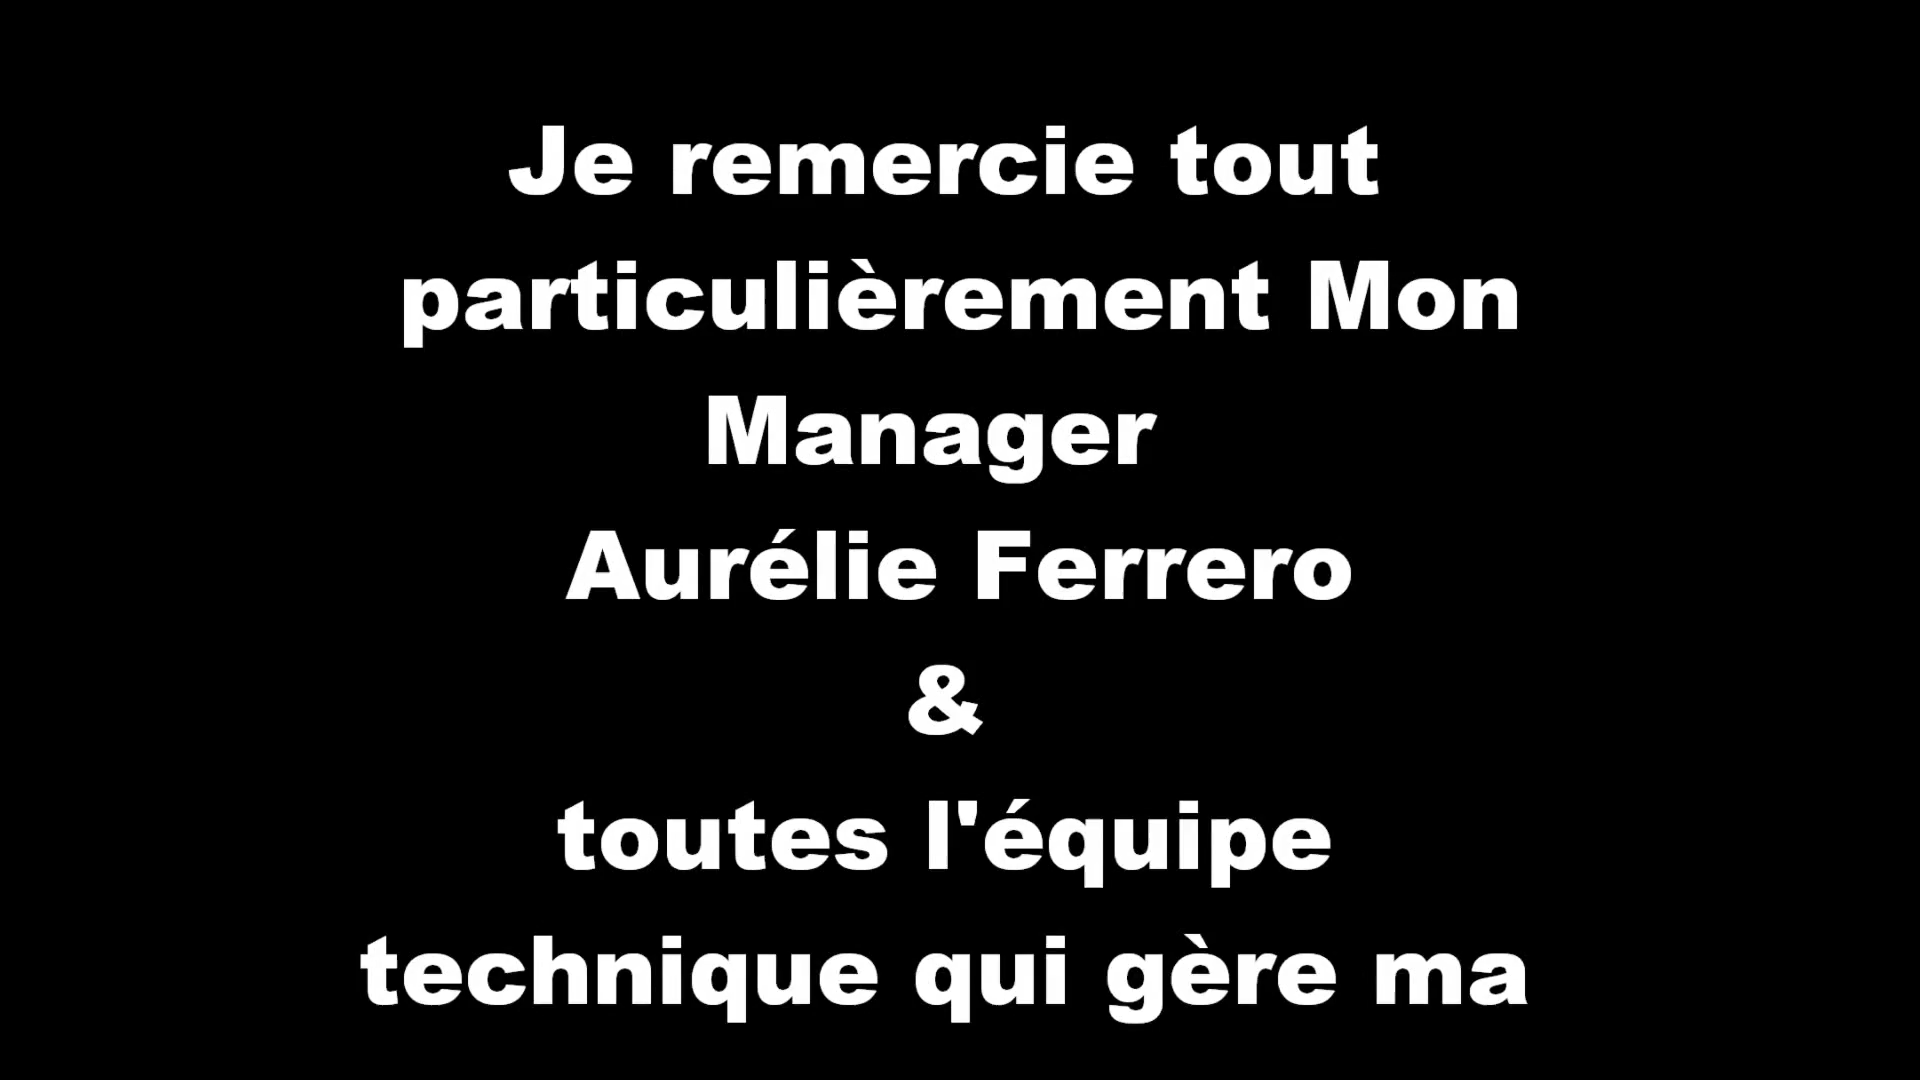 Je remercie tout
particulièrement Mon
Manager
Aurélie Ferrero
&
toutes l'équipe
technique qui gère ma